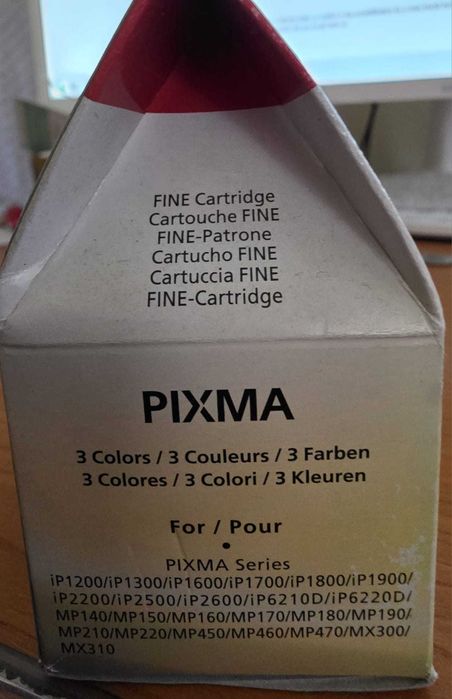 FINE Cartridge
Cartouche FINE
FINE-Patrone
Cartucho FINE
Cartuccia FINE
FINE-Cartridge
PIXMA
3 Colors / 3 Couleurs / 3 Farben
3 Colores / 3 Colori / 3 Kleuren
For / Pour
•
PIXMA Series
iP1200/iP1300/iP1600/iP1700/iP1800/iP1900/
iP2200/iP2500/iP2600/iP6210D/iP6220D/
MP140/MP150/MP160/MP170/MP180/MP190/
MP210/MP220/MP450/MP460/MP470/MX300/
MX310